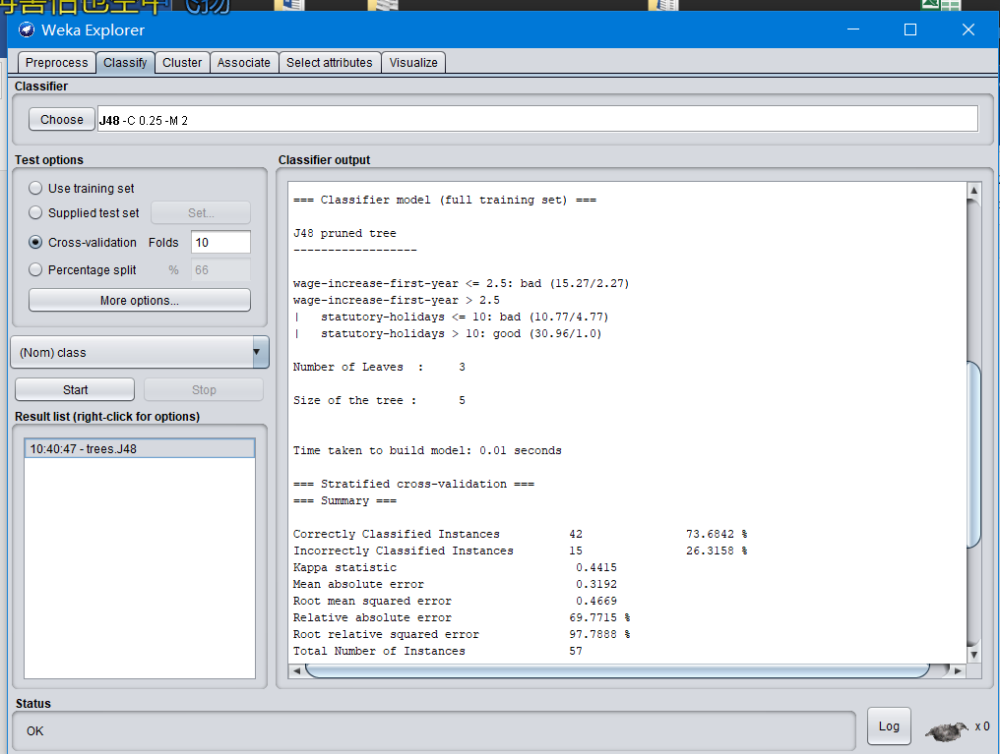 Weka Explorer
Preprocess Classify Cluster Associate Select attributes Visualize
Classifier
Choose J48 -C 0.25 -M 2
Test options
Use training set
Supplied test set Set...
Cross-validation Folds 10
Percentage split % 66
More options...
(Nom) class
Start Stop
Result list (right-click for options)
10:40:47 - trees.J48
Classifier output
=== Classifier model (full training set) ===
J48 pruned tree
------------------
wage-increase-first-year <= 2.5: bad (15.27/2.27)
wage-increase-first-year > 2.5
|   statutory-holidays <= 10: bad (10.77/4.77)
|   statutory-holidays > 10: good (30.96/1.0)
Number of Leaves  : 	3
Size of the tree : 	5
Time taken to build model: 0.01 seconds
=== Stratified cross-validation ===
=== Summary ===
Correctly Classified Instances 42 73.6842 %
Incorrectly Classified Instances 15 26.3158 %
Kappa statistic 0.4415
Mean absolute error 0.3192
Root mean squared error 0.4669
Relative absolute error 69.7715 %
Root relative squared error 97.7888 %
Total Number of Instances 57
Status
OK
Log
x 0